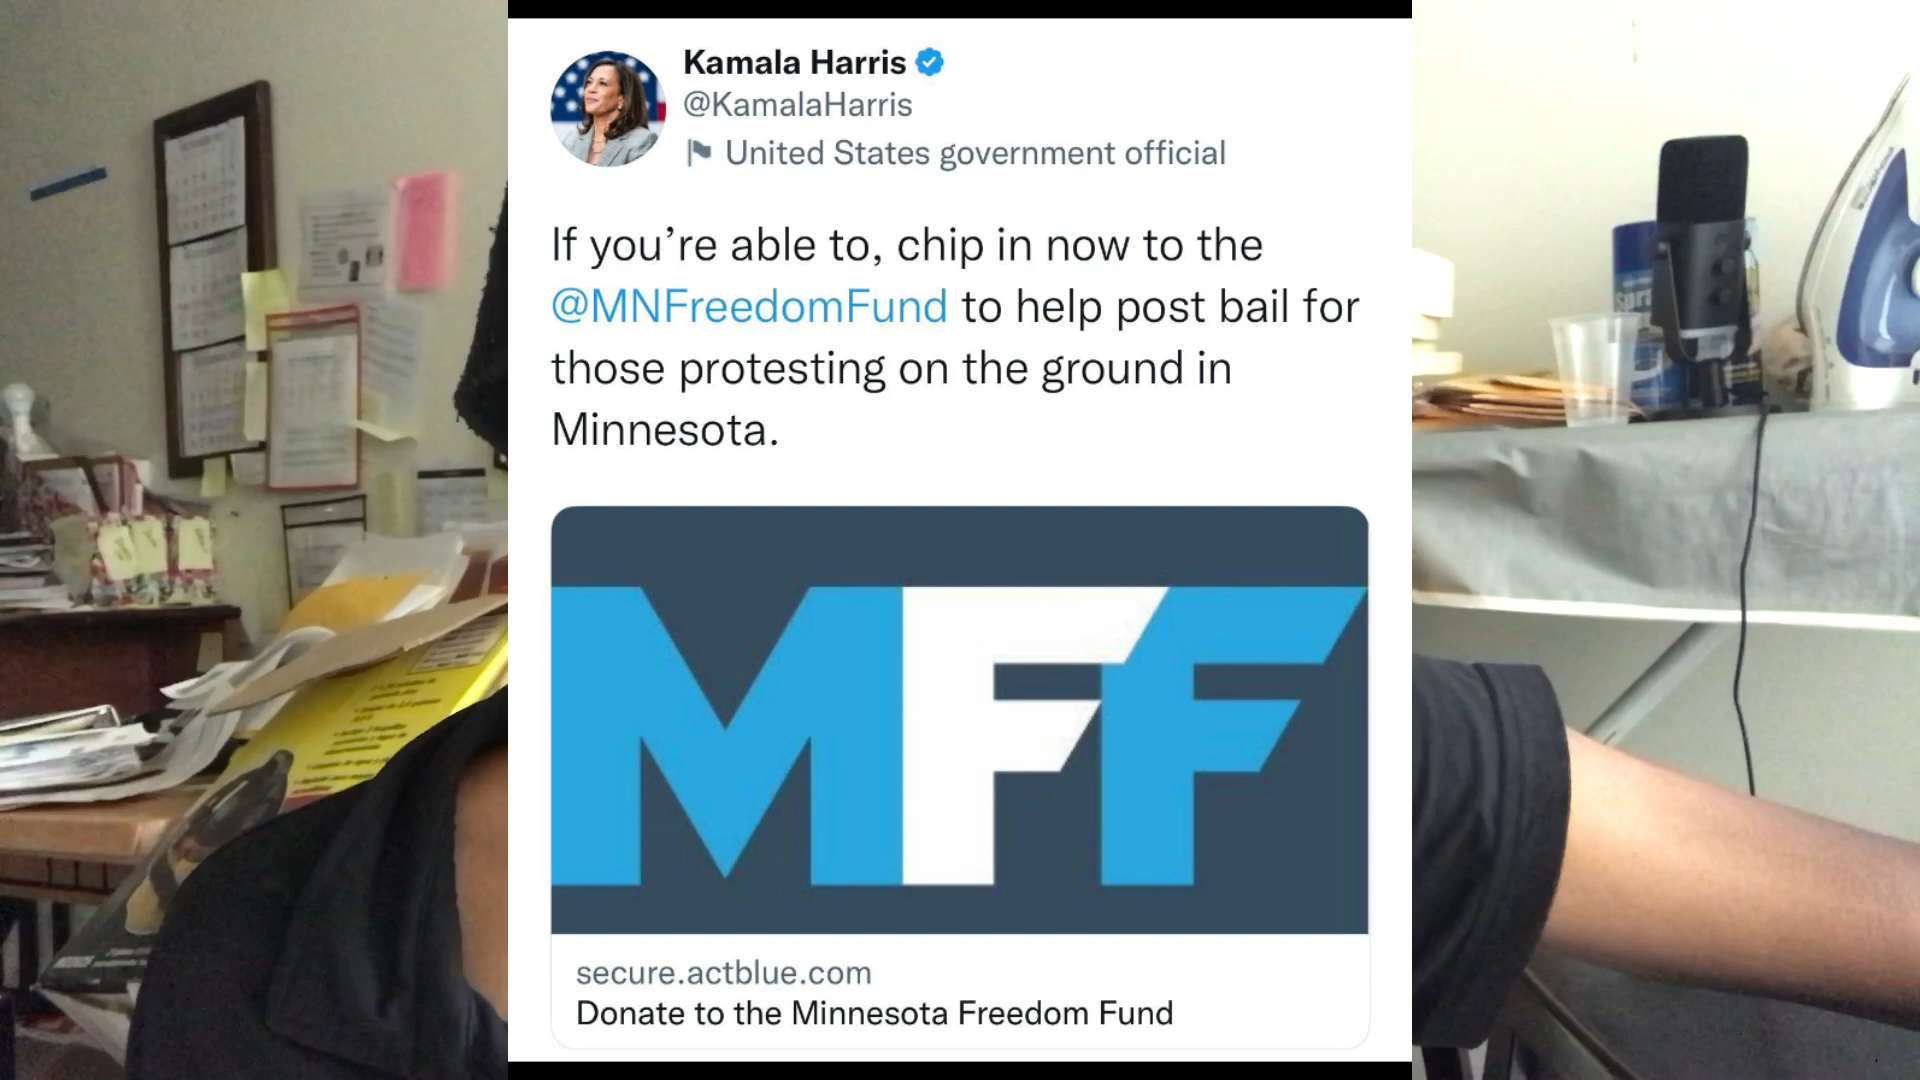 Kamala Harris
@KamalaHarris
United States government official
If you’re able to, chip in now to the
@MNFreedomFund to help post bail for
those protesting on the ground in
Minnesota.
MFF
secure.actblue.com
Donate to the Minnesota Freedom Fund